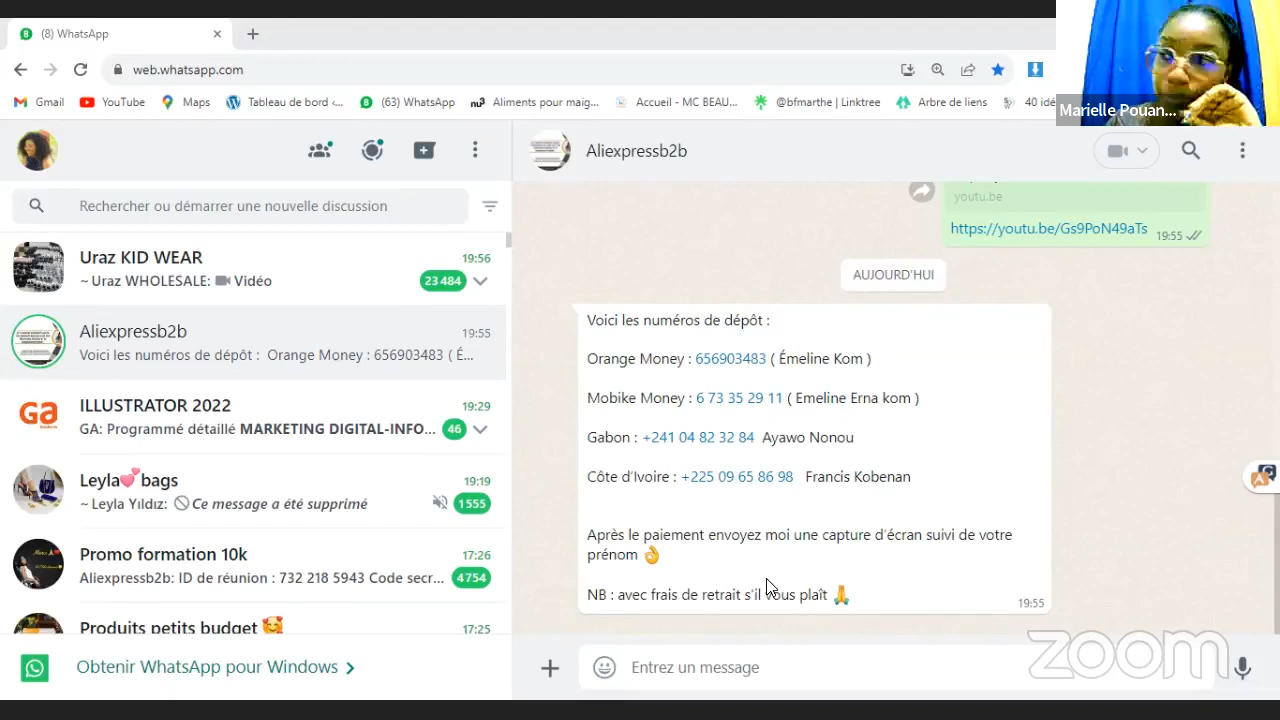 (8) WhatsApp
web.whatsapp.com
Gmail
YouTube
Maps
Tableau de bord ‹...
(63) WhatsApp
Aliments pour maig...
Accueil - MC BEAU...
@bfmarthe | Linktree
Arbre de liens
40 idé
Marielle Pouan...
Aliexpressb2b
Rechercher ou démarrer une nouvelle discussion
Uraz KID WEAR
19:56
~ Uraz WHOLESALE: Vidéo
23 484
Aliexpressb2b
19:55
Voici les numéros de dépôt : Orange Money : 656903483 ( É...
GA
ILLUSTRATOR 2022
19:29
GA: Programmé détaillé MARKETING DIGITAL-INFO...
46
Leyla💕bags
19:19
~ Leyla Yıldız: Ce message a été supprimé
1 555
Promo formation 10k
17:26
Aliexpressb2b: ID de réunion : 732 218 5943 Code secr...
4 754
Produits petits budget 🥰
17:25
Obtenir WhatsApp pour Windows
youtu.be
https://youtu.be/Gs9PoN49aTs
19:55
AUJOURD'HUI
Voici les numéros de dépôt :
Orange Money : 656903483 ( Émeline Kom )
Mobike Money : 6 73 35 29 11 ( Emeline Erna kom )
Gabon : +241 04 82 32 84 Ayawo Nonou
Côte d'Ivoire : +225 09 65 86 98 Francis Kobenan
Après le paiement envoyez moi une capture d'écran suivi de votre
prénom 👌
NB : avec frais de retrait s'il vous plaît 🙏
19:55
Entrez un message
zoom